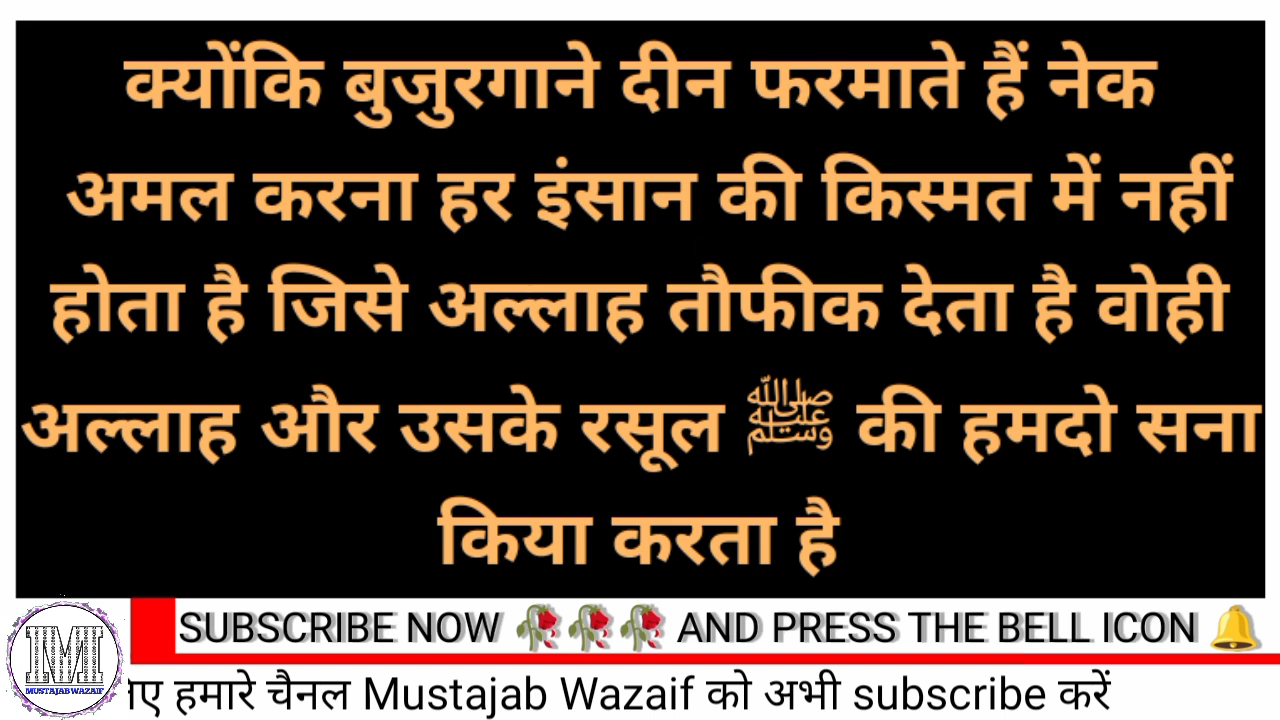 क्योंकि बुजुरगाने दीन फरमाते हैं नेक
अमल करना हर इंसान की किस्मत में नहीं
होता है जिसे अल्लाह तौफीक देता है वोही
अल्लाह और उसके रसूल ﷺ की हमदो सना
किया करता है
SUBSCRIBE NOW 🥀🥀🥀 AND PRESS THE BELL ICON 🔔
MUSTAJAB WAZAIF
हमारे चैनल Mustajab Wazaif को अभी subscribe करें